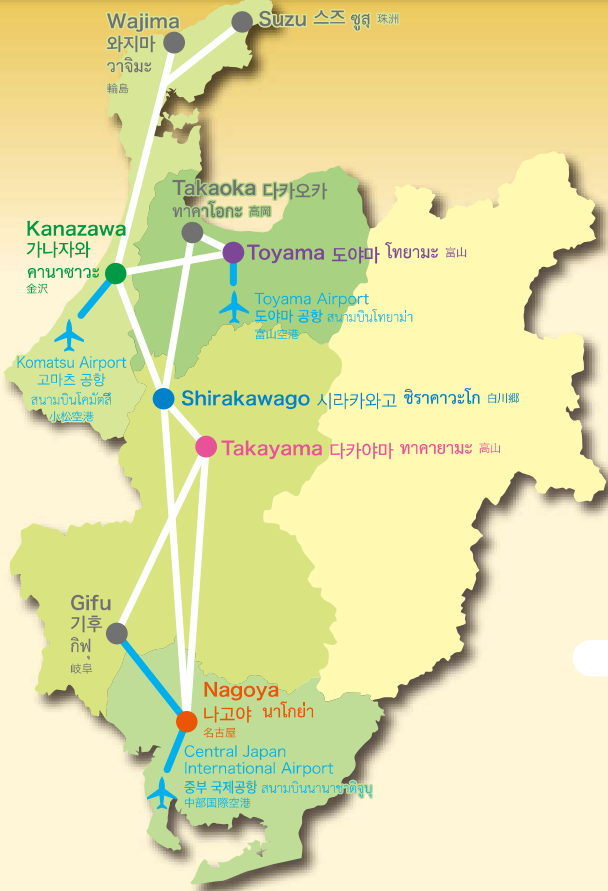 Wajima
와지마
วาจิมะ
輪島
Suzu 스즈 ซูสุ 珠洲
Takaoka 다카오카
ทาคาโอกะ 高岡
Kanazawa
가나자와
คานาซาวะ
金沢
Toyama 도야마 โทยามะ 富山
Toyama Airport
도야마 공항 สนามบินโทยาม่า
富山空港
Komatsu Airport
고마츠 공항
สนามบินโคมัตสึ
小松空港
Shirakawago 시라카와고 ชิราคาวะโก 白川郷
Takayama 다카야마 ทาคายามะ 高山
Gifu
기후
กิฟุ
岐阜
Nagoya
나고야 นาโกย่า
名古屋
Central Japan
International Airport
중부 국제공항 สนามบินนานาชาติจูบุ
中部国際空港